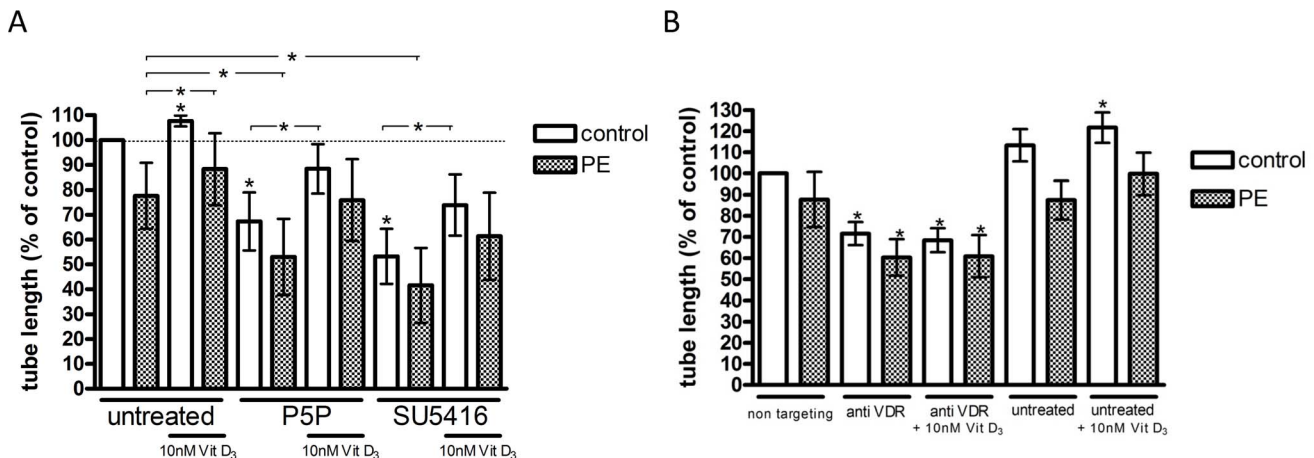 A
B
* 
*
*
*
*
*
*
*
tube length (% of control)
110
100
90
80
70
60
50
40
30
20
10
0
control
PE
untreated
P5P
SU5416
10nM Vit D3
10nM Vit D3
10nM Vit D3
tube length (% of control)
130
120
110
100
90
80
70
60
50
40
30
20
10
0
*
*
*
*
*
control
PE
non targeting
anti VDR
anti VDR
+ 10nM Vit D3
untreated
untreated
+ 10nM Vit D3